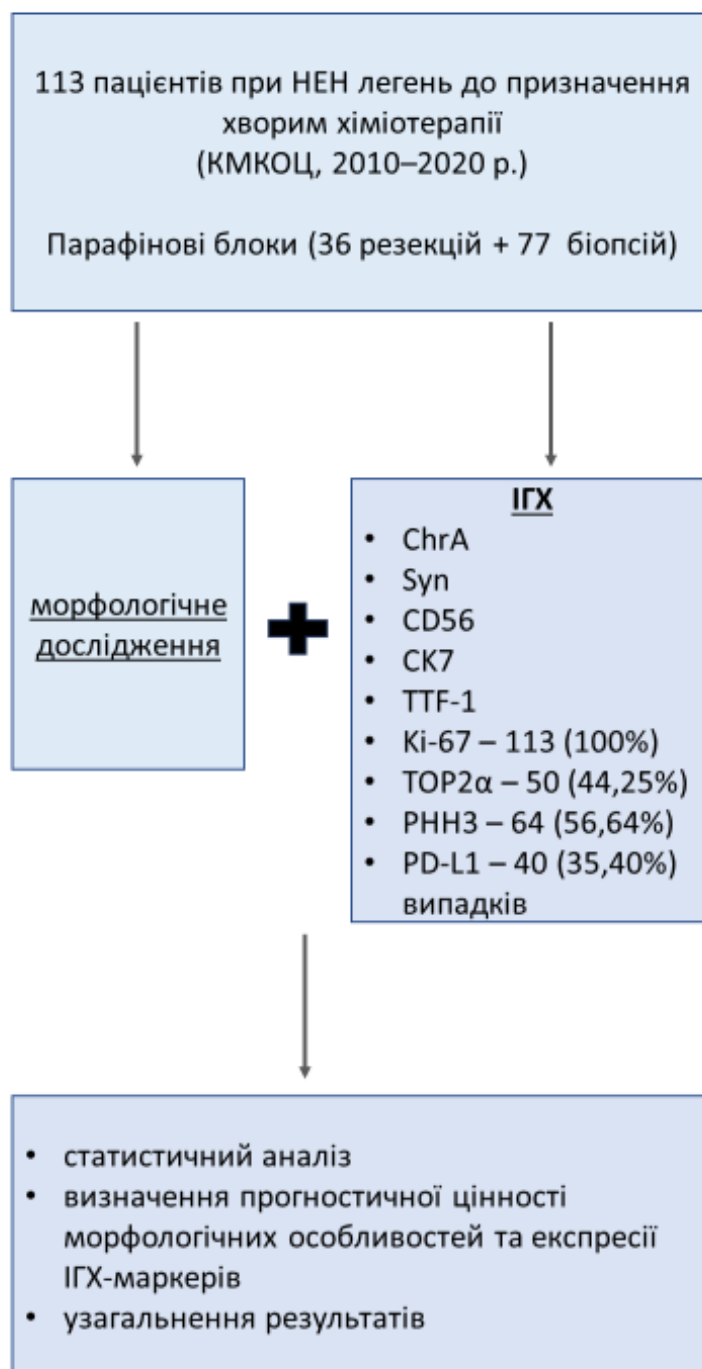 113 пацієнтів при НЕН легень до призначення
хворим хіміотерапії
(КМКОЦ, 2010–2020 р.)
Парафінові блоки (36 резекцій + 77 біопсій)
морфологічне
дослідження
ІГХ
• ChrA
• Syn
• CD56
• CK7
• TTF-1
• Ki-67 – 113 (100%)
• TOP2α – 50 (44,25%)
• PHH3 – 64 (56,64%)
• PD-L1 – 40 (35,40%)
випадків
• статистичний аналіз
• визначення прогностичної цінності
морфологічних особливостей та експресії
ІГХ-маркерів
• узагальнення результатів